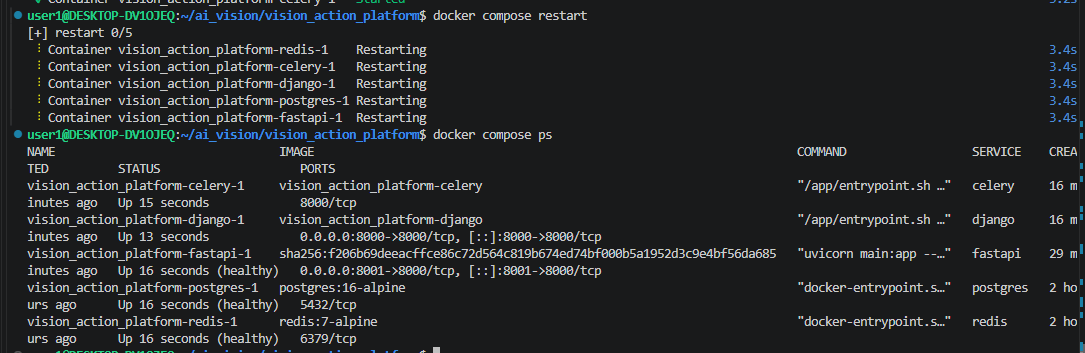 user1@DESKTOP-DV1OJEQ:~/ai_vision/vision_action_platform$ docker compose restart
[+] restart 0/5
⠇ Container vision_action_platform-redis-1 Restarting 3.4s
⠇ Container vision_action_platform-celery-1 Restarting 3.4s
⠇ Container vision_action_platform-django-1 Restarting 3.4s
⠇ Container vision_action_platform-postgres-1 Restarting 3.4s
⠇ Container vision_action_platform-fastapi-1 Restarting 3.4s
user1@DESKTOP-DV1OJEQ:~/ai_vision/vision_action_platform$ docker compose ps
NAME IMAGE COMMAND SERVICE CREA
TED STATUS PORTS
vision_action_platform-celery-1 vision_action_platform-celery "/app/entrypoint.sh …" celery 16 m
inutes ago Up 15 seconds 8000/tcp
vision_action_platform-django-1 vision_action_platform-django "/app/entrypoint.sh …" django 16 m
inutes ago Up 13 seconds 0.0.0.0:8000->8000/tcp, [::]:8000->8000/tcp
vision_action_platform-fastapi-1 sha256:f206b69deeacffce86c72d564c819b674ed74bf000b5a1952d3c9e4bf56da685 "uvicorn main:app --…" fastapi 29 m
inutes ago Up 16 seconds (healthy) 0.0.0.0:8001->8000/tcp, [::]:8001->8000/tcp
vision_action_platform-postgres-1 postgres:16-alpine "docker-entrypoint.s…" postgres 2 ho
urs ago Up 16 seconds (healthy) 5432/tcp
vision_action_platform-redis-1 redis:7-alpine "docker-entrypoint.s…" redis 2 ho
urs ago Up 16 seconds (healthy) 6379/tcp